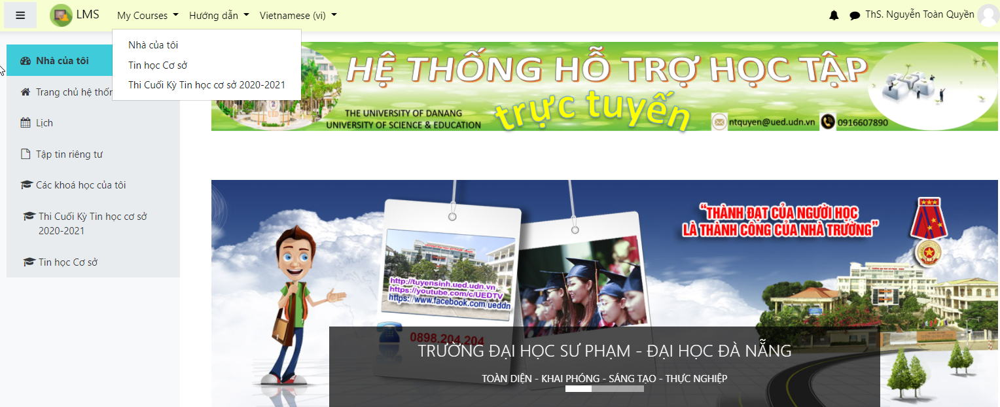 LMS
My Courses
Hướng dẫn
Vietnamese (vi)
ThS. Nguyễn Toàn Quyền
Nhà của tôi
Tin học Cơ sở
Thi Cuối Kỳ Tin học cơ sở 2020-2021
Nhà của tôi
Trang chủ hệ thốn
Lịch
Tập tin riêng tư
Các khoá học của tôi
Thi Cuối Kỳ Tin học cơ sở
2020-2021
Tin học Cơ sở
HỆ THỐNG HỖ TRỢ HỌC TẬP
trực tuyến
THE UNIVERSITY OF DANANG
UNIVERSITY OF SCIENCE & EDUCATION
ntquyen@ued.udn.vn
0916607890
UED
“THÀNH ĐẠT CỦA NGƯỜI HỌC
LÀ THÀNH CÔNG CỦA NHÀ TRƯỜNG”
http://tuyensinh.ued.udn.vn
https://youtube.com/c/UEDTV
https://www.facebook.com/ueddn
0898.204.204
TRƯỜNG ĐẠI HỌC SƯ PHẠM - ĐẠI HỌC ĐÀ NẴNG
TOÀN DIỆN - KHAI PHÓNG - SÁNG TẠO - THỰC NGHIỆP